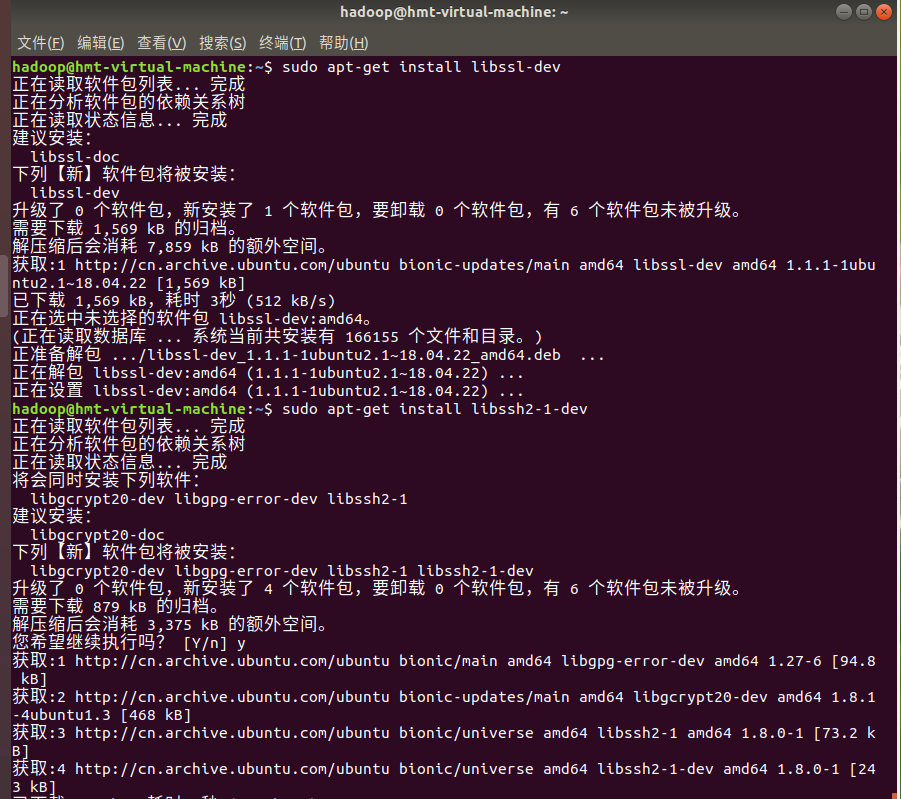 hadoop@hmt-virtual-machine: ~
文件(F) 编辑(E) 查看(V) 搜索(S) 终端(T) 帮助(H)
hadoop@hmt-virtual-machine:~$ sudo apt-get install libssl-dev
正在读取软件包列表... 完成
正在分析软件包的依赖关系树
正在读取状态信息... 完成
建议安装：
  libssl-doc
下列【新】软件包将被安装：
  libssl-dev
升级了 0 个软件包，新安装了 1 个软件包，要卸载 0 个软件包，有 6 个软件包未被升级。
需要下载 1,569 kB 的归档。
解压缩后会消耗 7,859 kB 的额外空间。
获取:1 http://cn.archive.ubuntu.com/ubuntu bionic-updates/main amd64 libssl-dev amd64 1.1.1-1ubu
ntu2.1~18.04.22 [1,569 kB]
已下载 1,569 kB，耗时 3秒 (512 kB/s)
正在选中未选择的软件包 libssl-dev:amd64。
(正在读取数据库 ... 系统当前共安装有 166155 个文件和目录。)
正准备解包 .../libssl-dev_1.1.1-1ubuntu2.1~18.04.22_amd64.deb  ...
正在解包 libssl-dev:amd64 (1.1.1-1ubuntu2.1~18.04.22) ...
正在设置 libssl-dev:amd64 (1.1.1-1ubuntu2.1~18.04.22) ...
hadoop@hmt-virtual-machine:~$ sudo apt-get install libssh2-1-dev
正在读取软件包列表... 完成
正在分析软件包的依赖关系树
正在读取状态信息... 完成
将会同时安装下列软件：
  libgcrypt20-dev libgpg-error-dev libssh2-1
建议安装：
  libgcrypt20-doc
下列【新】软件包将被安装：
  libgcrypt20-dev libgpg-error-dev libssh2-1 libssh2-1-dev
升级了 0 个软件包，新安装了 4 个软件包，要卸载 0 个软件包，有 6 个软件包未被升级。
需要下载 879 kB 的归档。
解压缩后会消耗 3,375 kB 的额外空间。
您希望继续执行吗？ [Y/n] y
获取:1 http://cn.archive.ubuntu.com/ubuntu bionic/main amd64 libgpg-error-dev amd64 1.27-6 [94.8
 kB]
获取:2 http://cn.archive.ubuntu.com/ubuntu bionic-updates/main amd64 libgcrypt20-dev amd64 1.8.1
-4ubuntu1.3 [468 kB]
获取:3 http://cn.archive.ubuntu.com/ubuntu bionic/universe amd64 libssh2-1 amd64 1.8.0-1 [73.2 k
B]
获取:4 http://cn.archive.ubuntu.com/ubuntu bionic/universe amd64 libssh2-1-dev amd64 1.8.0-1 [24
3 kB]